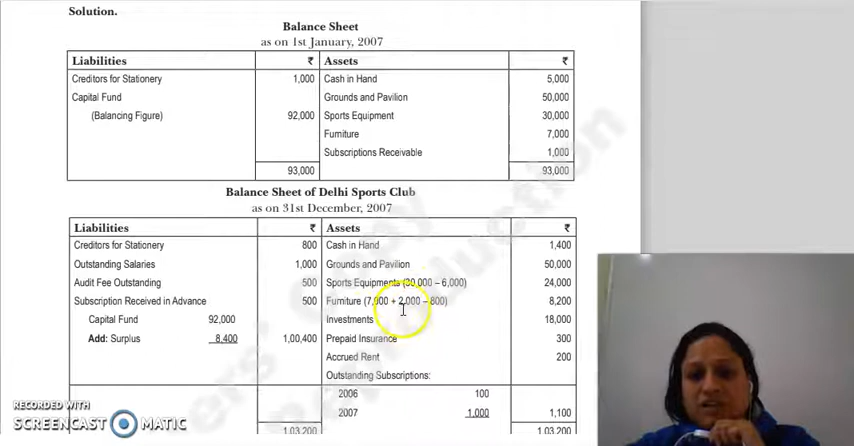 Solution.
Balance Sheet
as on 1st January, 2007
Liabilities ₹ Assets ₹
Creditors for Stationery 1,000 Cash in Hand 5,000
Capital Fund Grounds and Pavilion 50,000
(Balancing Figure) 92,000 Sports Equipment 30,000
Furniture 7,000
Subscriptions Receivable 1,000
93,000 93,000
Balance Sheet of Delhi Sports Club
as on 31st December, 2007
Liabilities ₹ Assets ₹
Creditors for Stationery 800 Cash in Hand 1,400
Outstanding Salaries 1,000 Grounds and Pavilion 50,000
Audit Fee Outstanding 500 Sports Equipments (30,000 – 6,000) 24,000
Subscription Received in Advance 500 Furniture (7,000 + 2,000 – 800) 8,200
Capital Fund 92,000 Investments 18,000
Add: Surplus 8,400 1,00,400 Prepaid Insurance 300
Accrued Rent 200
Outstanding Subscriptions:
2006 100
2007 1,000 1,100
1,03,200 1,03,200
RECORDED WITH
SCREENCAST MATIC